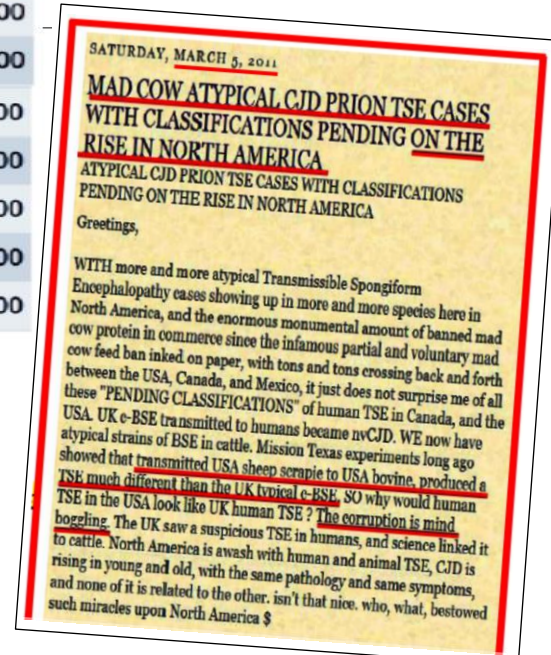 00
00
00
00
00
00
00
SATURDAY, MARCH 5, 2011
MAD COW ATYPICAL CJD PRION TSE CASES
WITH CLASSIFICATIONS PENDING ON THE
RISE IN NORTH AMERICA
ATYPICAL CJD PRION TSE CASES WITH CLASSIFICATIONS
PENDING ON THE RISE IN NORTH AMERICA
Greetings,
WITH more and more atypical Transmissible Spongiform
Encephalopathy cases showing up in more and more species here in
North America, and the enormous monumental amount of banned mad
cow protein in commerce since the infamous partial and voluntary mad
cow feed ban inked on paper, with tons and tons crossing back and forth
between the USA, Canada, and Mexico, it just does not surprise me of all
these "PENDING CLASSIFICATIONS" of human TSE in Canada, and the
USA. UK c-BSE transmitted to humans became nvCJD. WE now have
atypical strains of BSE in cattle. Mission Texas experiments long ago
showed that transmitted USA sheep scrapie to USA bovine, produced a
TSE much different than the UK typical c-BSE. SO why would human
TSE in the USA look like UK human TSE ? The corruption is mind
boggling. The UK saw a suspicious TSE in humans, and science linked it
to cattle. North America is awash with human and animal TSE, CJD is
rising in young and old, with the same pathology and same symptoms,
and none of it is related to the other. isn't that nice. who, what, bestowed
such miracles upon North America $